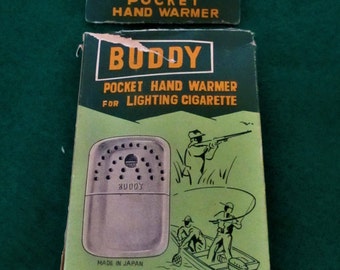 POCKET
HAND WARMER
BUDDY
POCKET HAND WARMER
FOR LIGHTING CIGARETTE
BUDDY
MADE IN JAPAN